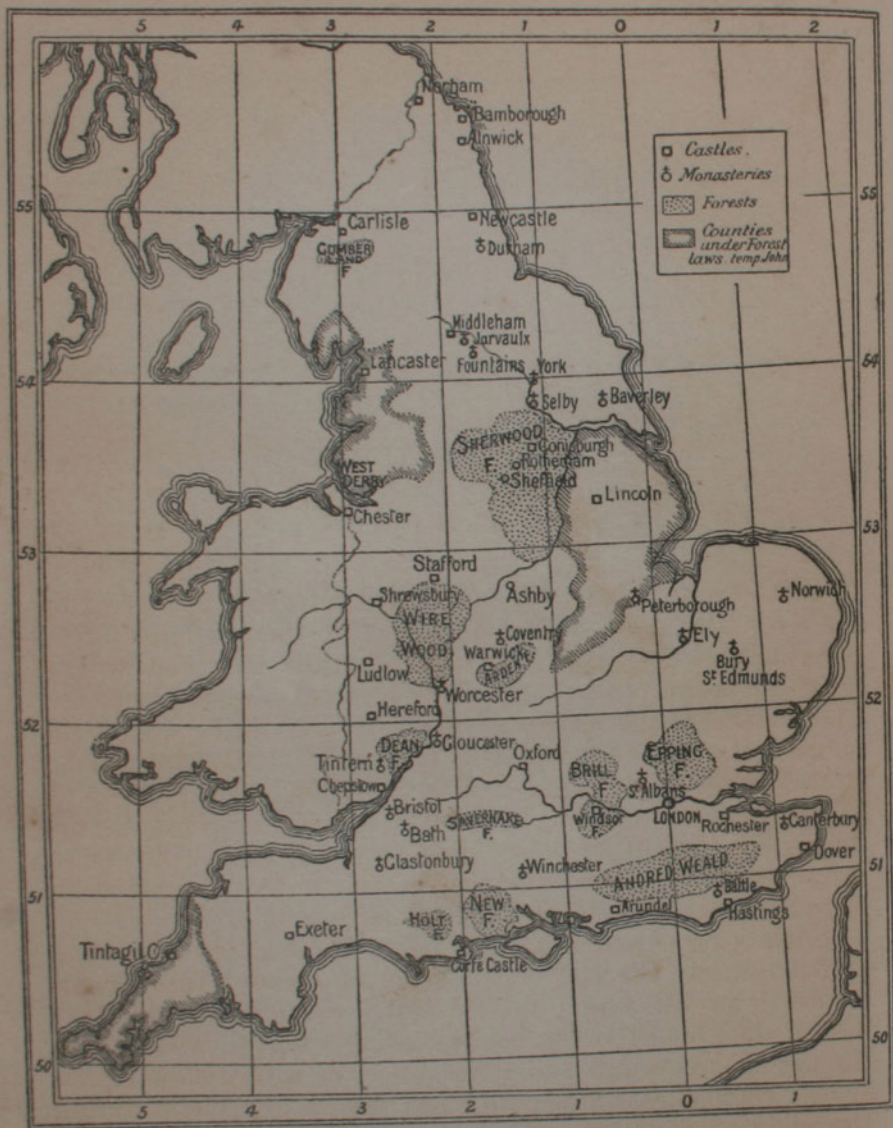 5 4 3 2 1 0 1 2
Norham
Bamborough
Alnwick
Castles.
Monasteries
Forests
Counties
under Forest
laws. temp. John
55
55
Carlisle
Newcastle
CUMBER
LAND
F.
Durham
Middleham
Jarvaulx
Fountains
York
Lancaster
54
54
Selby
Baverley
SHERWOOD
F.
Conisburgh
Rotherham
Sheffield
WEST
DERBY
Lincoln
Chester
53
53
Stafford
Shrewsbury
Ashby
Peterborough
Norwich
WIRE
WOOD
Coventry
Ely
Warwick
ARDEN F.
Bury
St. Edmunds
Ludlow
Worcester
Hereford
52
52
DEAN
F.
Gloucester
Oxford
EPPING
F.
Tintern
BRILL
F.
St. Albans
Chepstow
Bristol
SAVERNAKE
F.
Windsor
F.
LONDON
Rochester
Canterbury
Bath
Glastonbury
Winchester
Dover
51
51
ANDRED WEALD
Battle
NEW
F.
Arundel
Hastings
HOLT
F.
Exeter
Tintagil C.
Corfe Castle
50
50
5 4 3 2 1 0 1